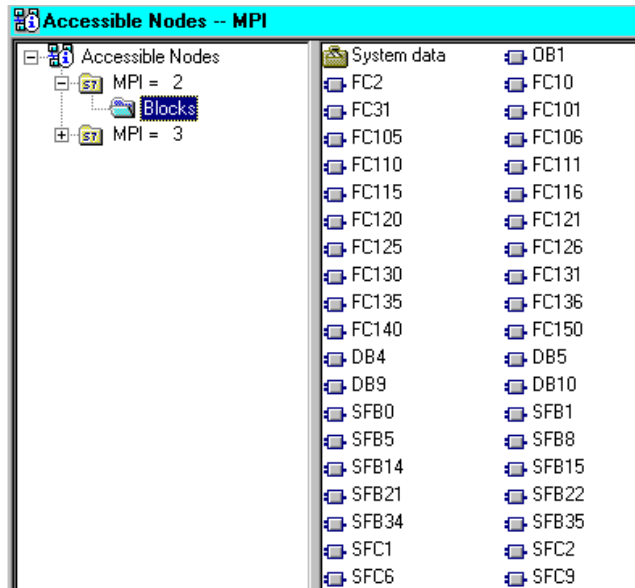 Accessible Nodes -- MPI
Accessible Nodes
MPI = 2
Blocks
MPI = 3
System data OB1
FC2 FC10
FC31 FC101
FC105 FC106
FC110 FC111
FC115 FC116
FC120 FC121
FC125 FC126
FC130 FC131
FC135 FC136
FC140 FC150
DB4 DB5
DB9 DB10
SFB0 SFB1
SFB5 SFB8
SFB14 SFB15
SFB21 SFB22
SFB34 SFB35
SFC1 SFC2
SFC6 SFC9